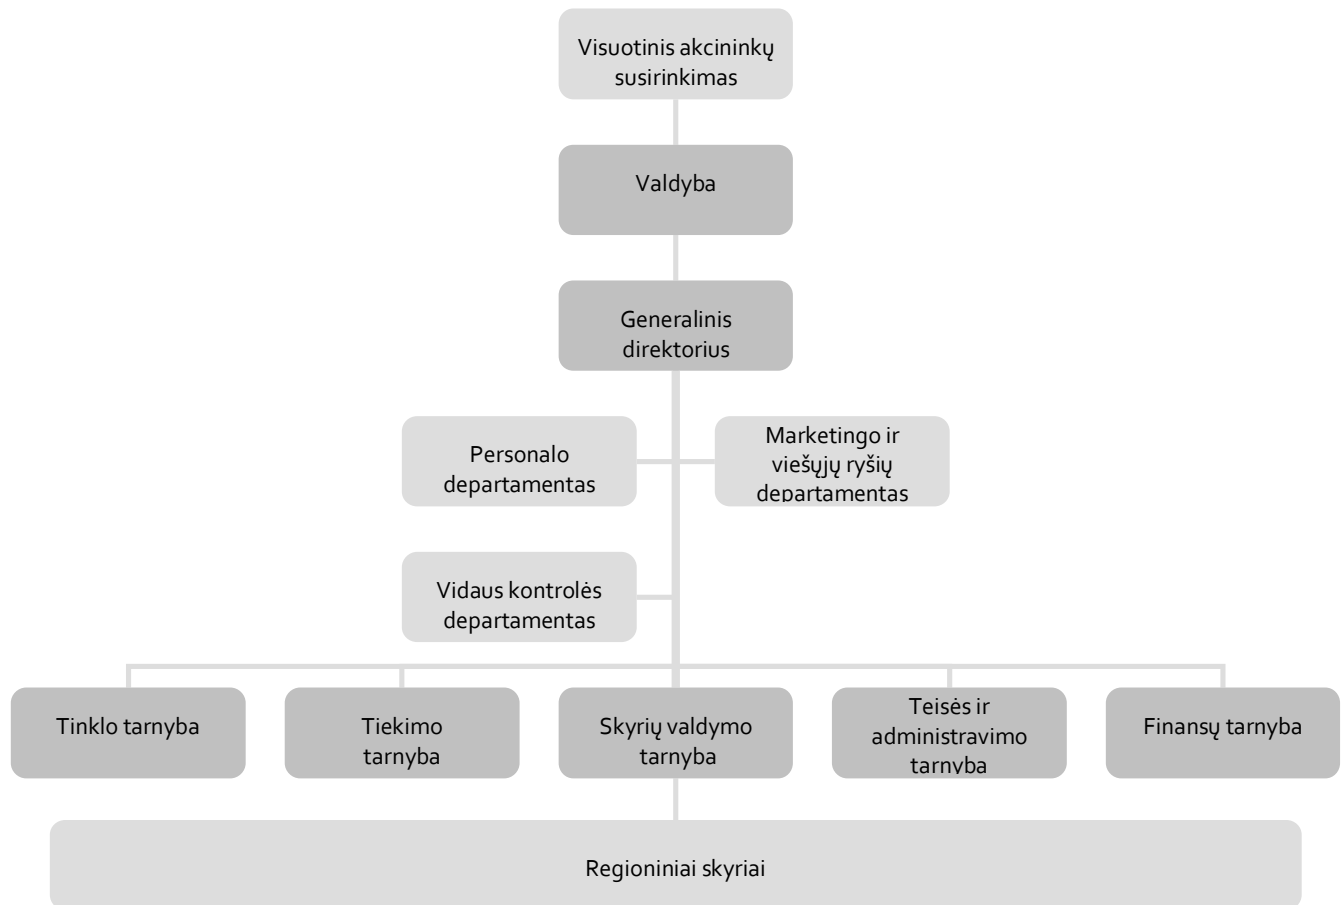 Visuotinis akcininkų
susirinkimas
Valdyba
Generalinis
direktorius
Personalo
departamentas
Marketingo ir
viešųjų ryšių
departamentas
Vidaus kontrolės
departamentas
Tinklo tarnyba
Tiekimo
tarnyba
Skyrių valdymo
tarnyba
Teisės ir
administravimo
tarnyba
Finansų tarnyba
Regioniniai skyriai